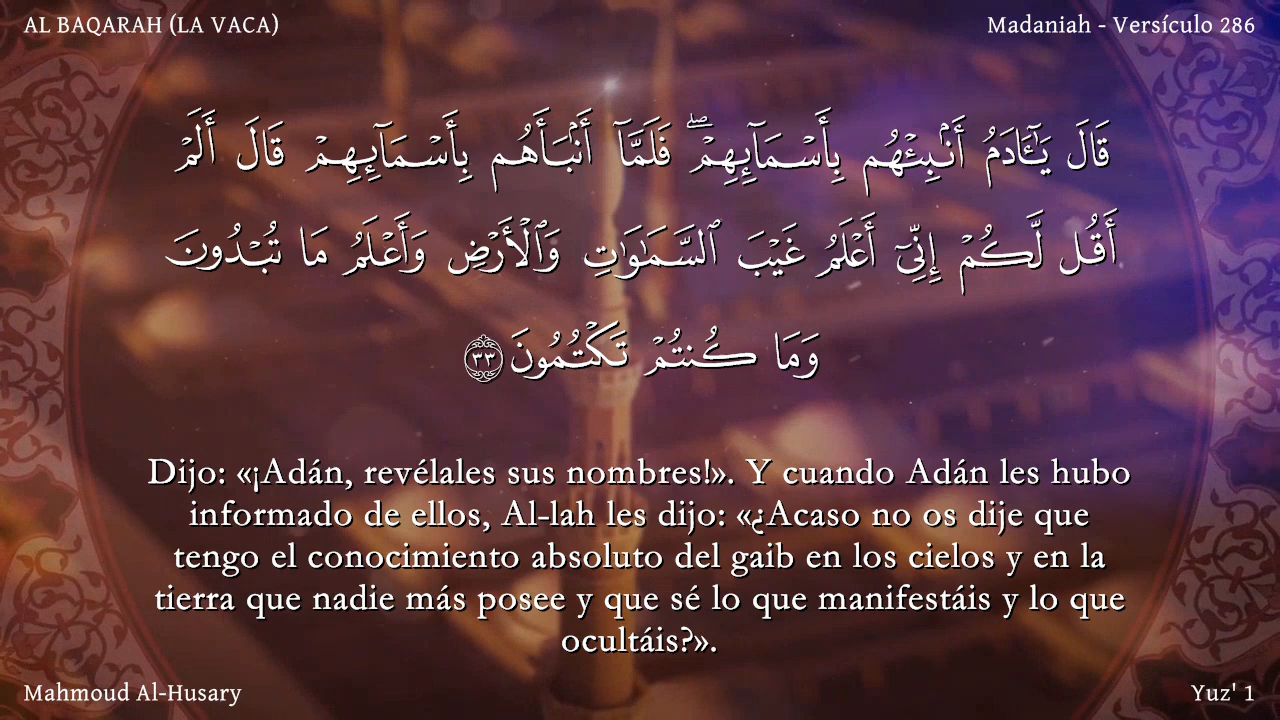 AL BAQARAH (LA VACA)
Madaniah - Versículo 286
قَالَ يَـٰٓـَٔادَمُ أَنۢبِئْهُم بِأَسْمَآئِهِمْ ۖ فَلَمَّآ أَنۢبَأَهُم بِأَسْمَآئِهِمْ قَالَ أَلَمْ
أَقُل لَّكُمْ إِنِّىٓ أَعْلَمُ غَيْبَ ٱلسَّمَـٰوَٰتِ وَٱلْأَرْضِ وَأَعْلَمُ مَا تُبْدُونَ
وَمَا كُنتُمْ تَكْتُمُونَ ٣٣
Dijo: «¡Adán, revélales sus nombres!». Y cuando Adán les hubo
informado de ellos, Al-lah les dijo: «¿Acaso no os dije que
tengo el conocimiento absoluto del gaib en los cielos y en la
tierra que nadie más posee y que sé lo que manifestáis y lo que
ocultáis?».
Mahmoud Al-Husary
Yuz' 1